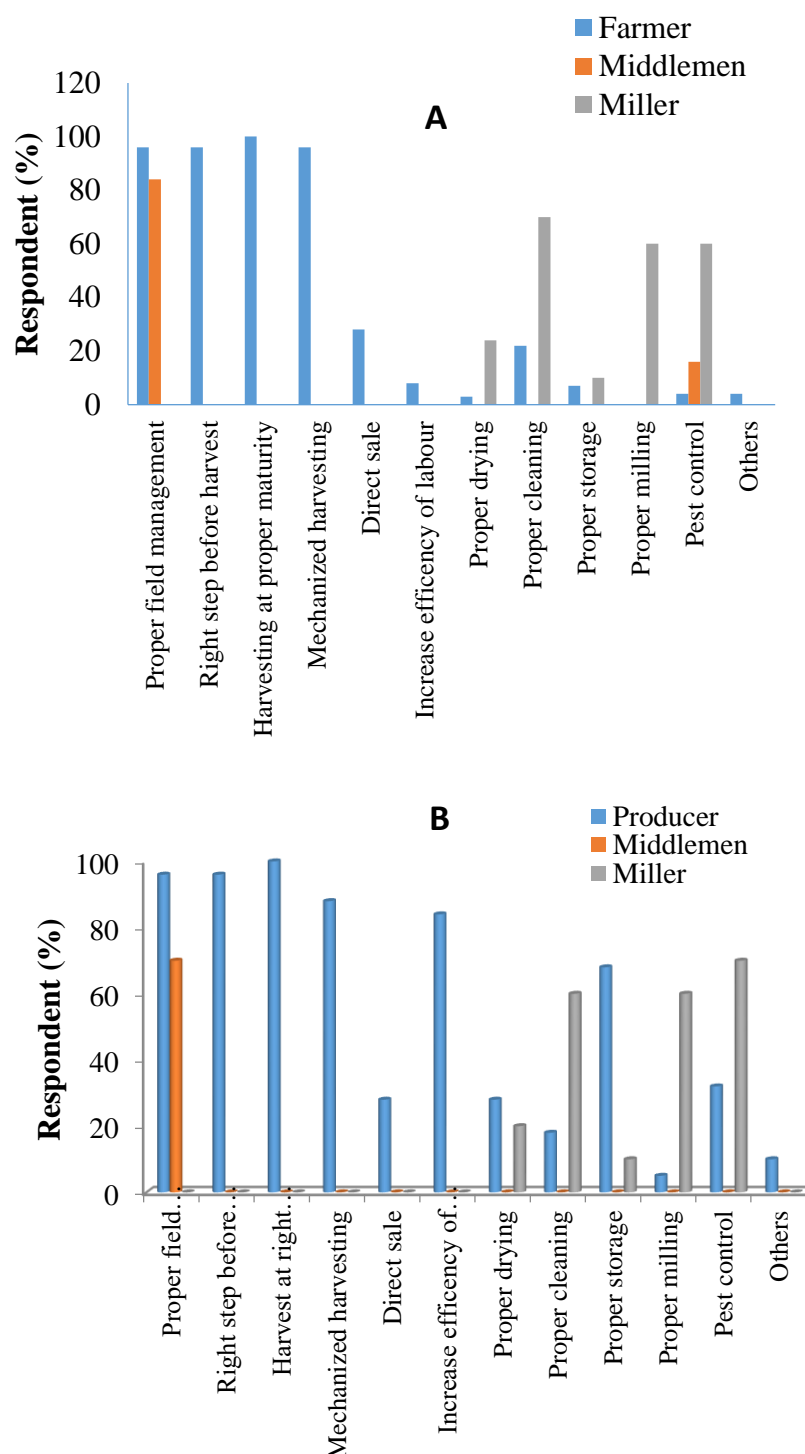 Farmer
Middlemen
Miller
A
Respondent (%)
120
100
80
60
40
20
0
Proper field management
Right step before harvest
Harvesting at proper maturity
Mechanized harvesting
Direct sale
Increase efficency of labour
Proper drying
Proper cleaning
Proper storage
Proper milling
Pest control
Others
B
Producer
Middlemen
Miller
Respondent (%)
100
80
60
40
20
0
Proper field…
Right step before…
Harvest at right…
Mechanized harvesting
Direct sale
Increase efficency of…
Proper drying
Proper cleaning
Proper storage
Proper milling
Pest control
Others